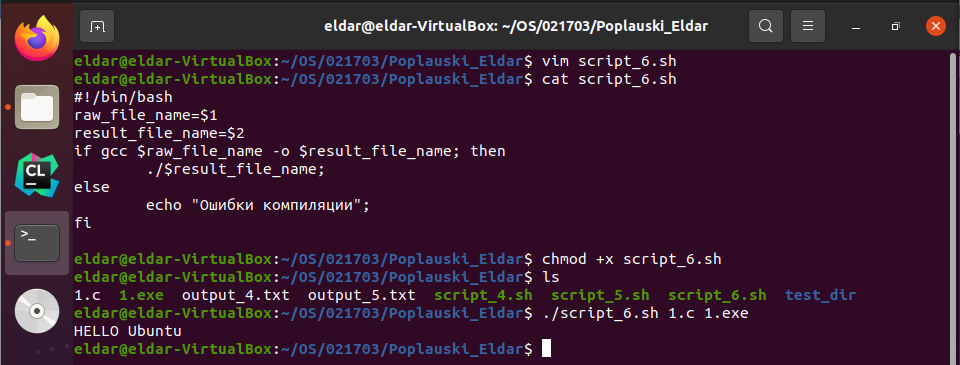 eldar@eldar-VirtualBox: ~/OS/021703/Poplauski_Eldar
eldar@eldar-VirtualBox:~/OS/021703/Poplauski_Eldar$ vim script_6.sh
eldar@eldar-VirtualBox:~/OS/021703/Poplauski_Eldar$ cat script_6.sh
#!/bin/bash
raw_file_name=$1
result_file_name=$2
if gcc $raw_file_name -o $result_file_name; then
        ./$result_file_name;
else
        echo "Ошибки компиляции";
fi
eldar@eldar-VirtualBox:~/OS/021703/Poplauski_Eldar$ chmod +x script_6.sh
eldar@eldar-VirtualBox:~/OS/021703/Poplauski_Eldar$ ls
1.c  1.exe  output_4.txt  output_5.txt  script_4.sh  script_5.sh  script_6.sh  test_dir
eldar@eldar-VirtualBox:~/OS/021703/Poplauski_Eldar$ ./script_6.sh 1.c 1.exe
HELLO Ubuntu
eldar@eldar-VirtualBox:~/OS/021703/Poplauski_Eldar$
CL
>_